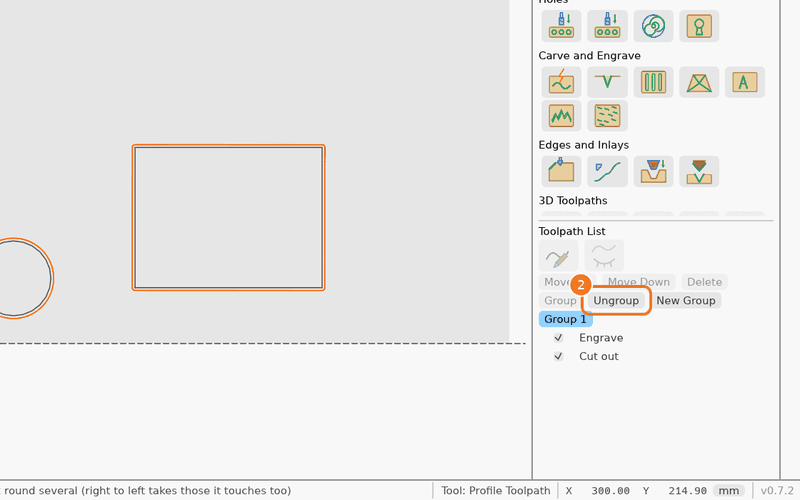 Holes
Carve and Engrave
A
Edges and Inlays
3D Toolpaths
Toolpath List
Move Down Delete
2
Group Ungroup New Group
Group 1
Engrave
Cut out
round several (right to left takes those it touches too) Tool: Profile Toolpath X 300.00 Y 214.90 mm v0.7.2